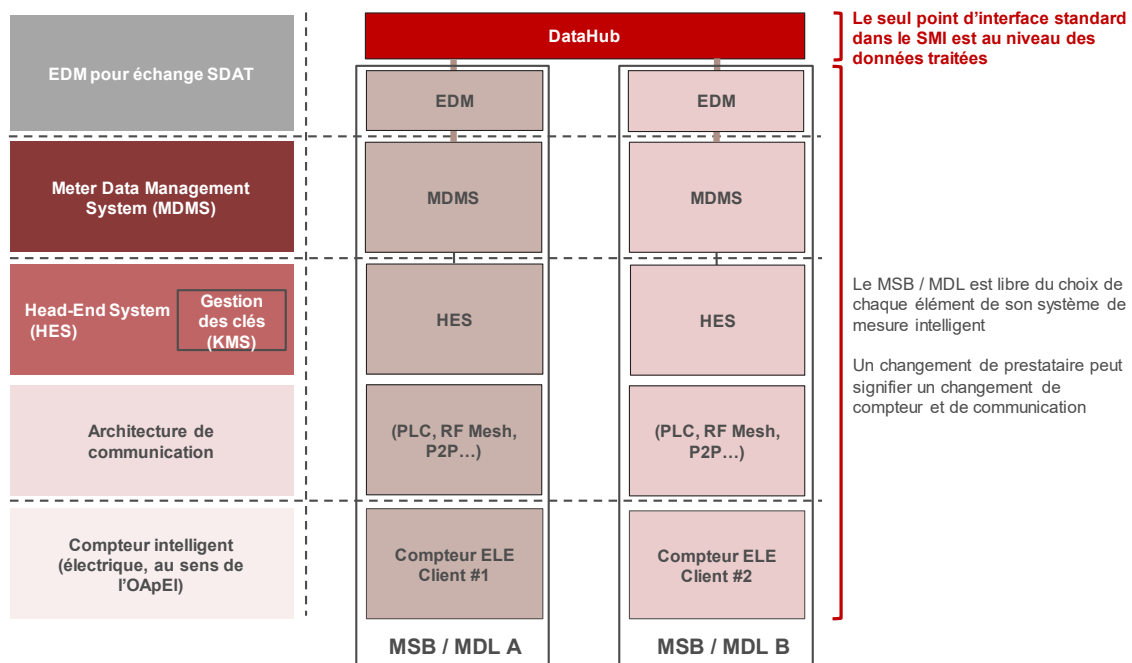 DataHub
Le seul point d'interface standard
dans le SMI est au niveau des
données traitées
EDM pour échange SDAT
EDM
EDM
Meter Data Management
System (MDMS)
MDMS
MDMS
Head-End System
(HES)
Gestion
des clés
(KMS)
HES
HES
Le MSB / MDL est libre du choix de
chaque élément de son système de
mesure intelligent
Un changement de prestataire peut
signifier un changement de
compteur et de communication
Architecture de
communication
(PLC, RF Mesh,
P2P…)
(PLC, RF Mesh,
P2P…)
Compteur intelligent
(électrique, au sens de
l'OApEl)
Compteur ELE
Client #1
Compteur ELE
Client #2
MSB / MDL A
MSB / MDL B